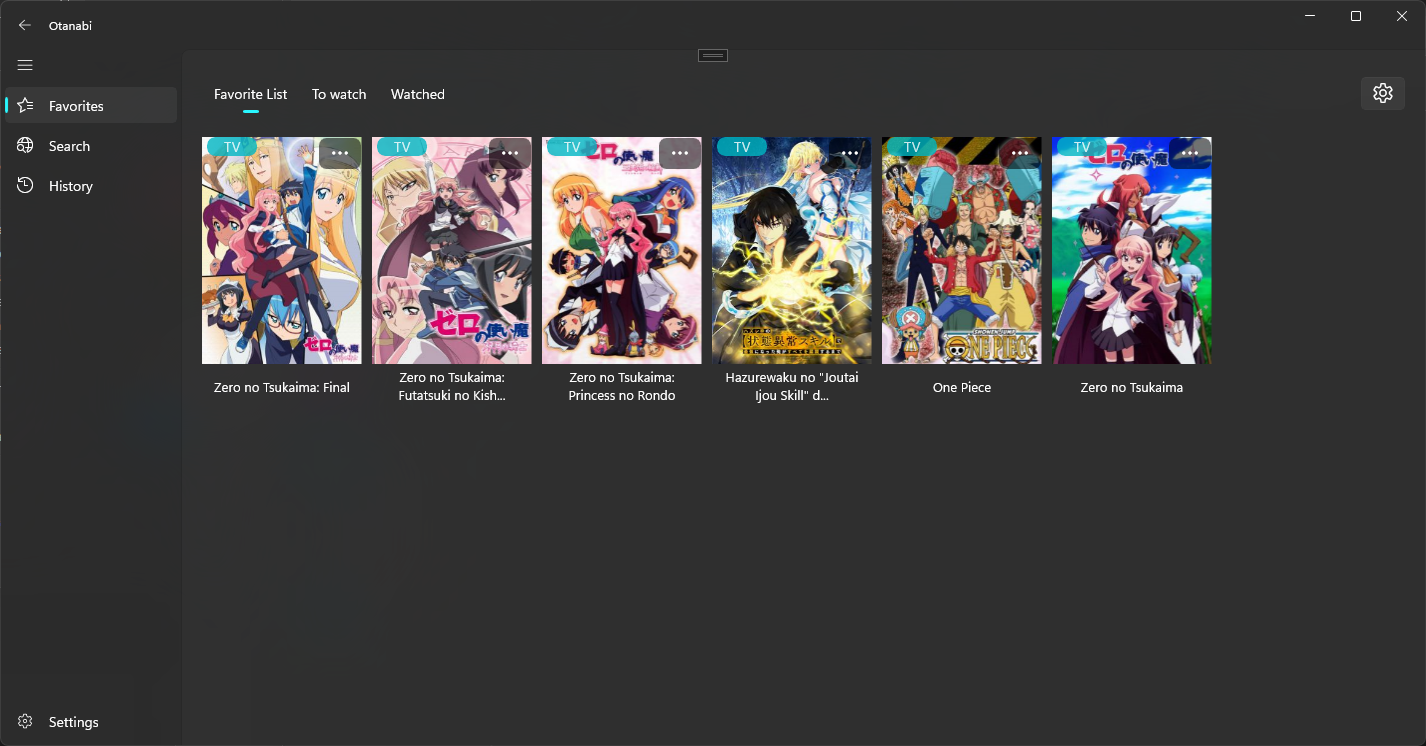 Otanabi
Favorites
Search
History
Settings
Favorite List
To watch
Watched
TV
TV
TV
TV
TV
TV
ゼロの使い魔
ゼロの使い魔
ゼロの使い魔
状態異常スキル
SHONEN JUMP
ONE PIECE
ゼロの使い魔
Zero no Tsukaima: Final
Zero no Tsukaima:
Futatsuki no Kish...
Zero no Tsukaima:
Princess no Rondo
Hazurewaku no "Joutai
Ijou Skill" d...
One Piece
Zero no Tsukaima